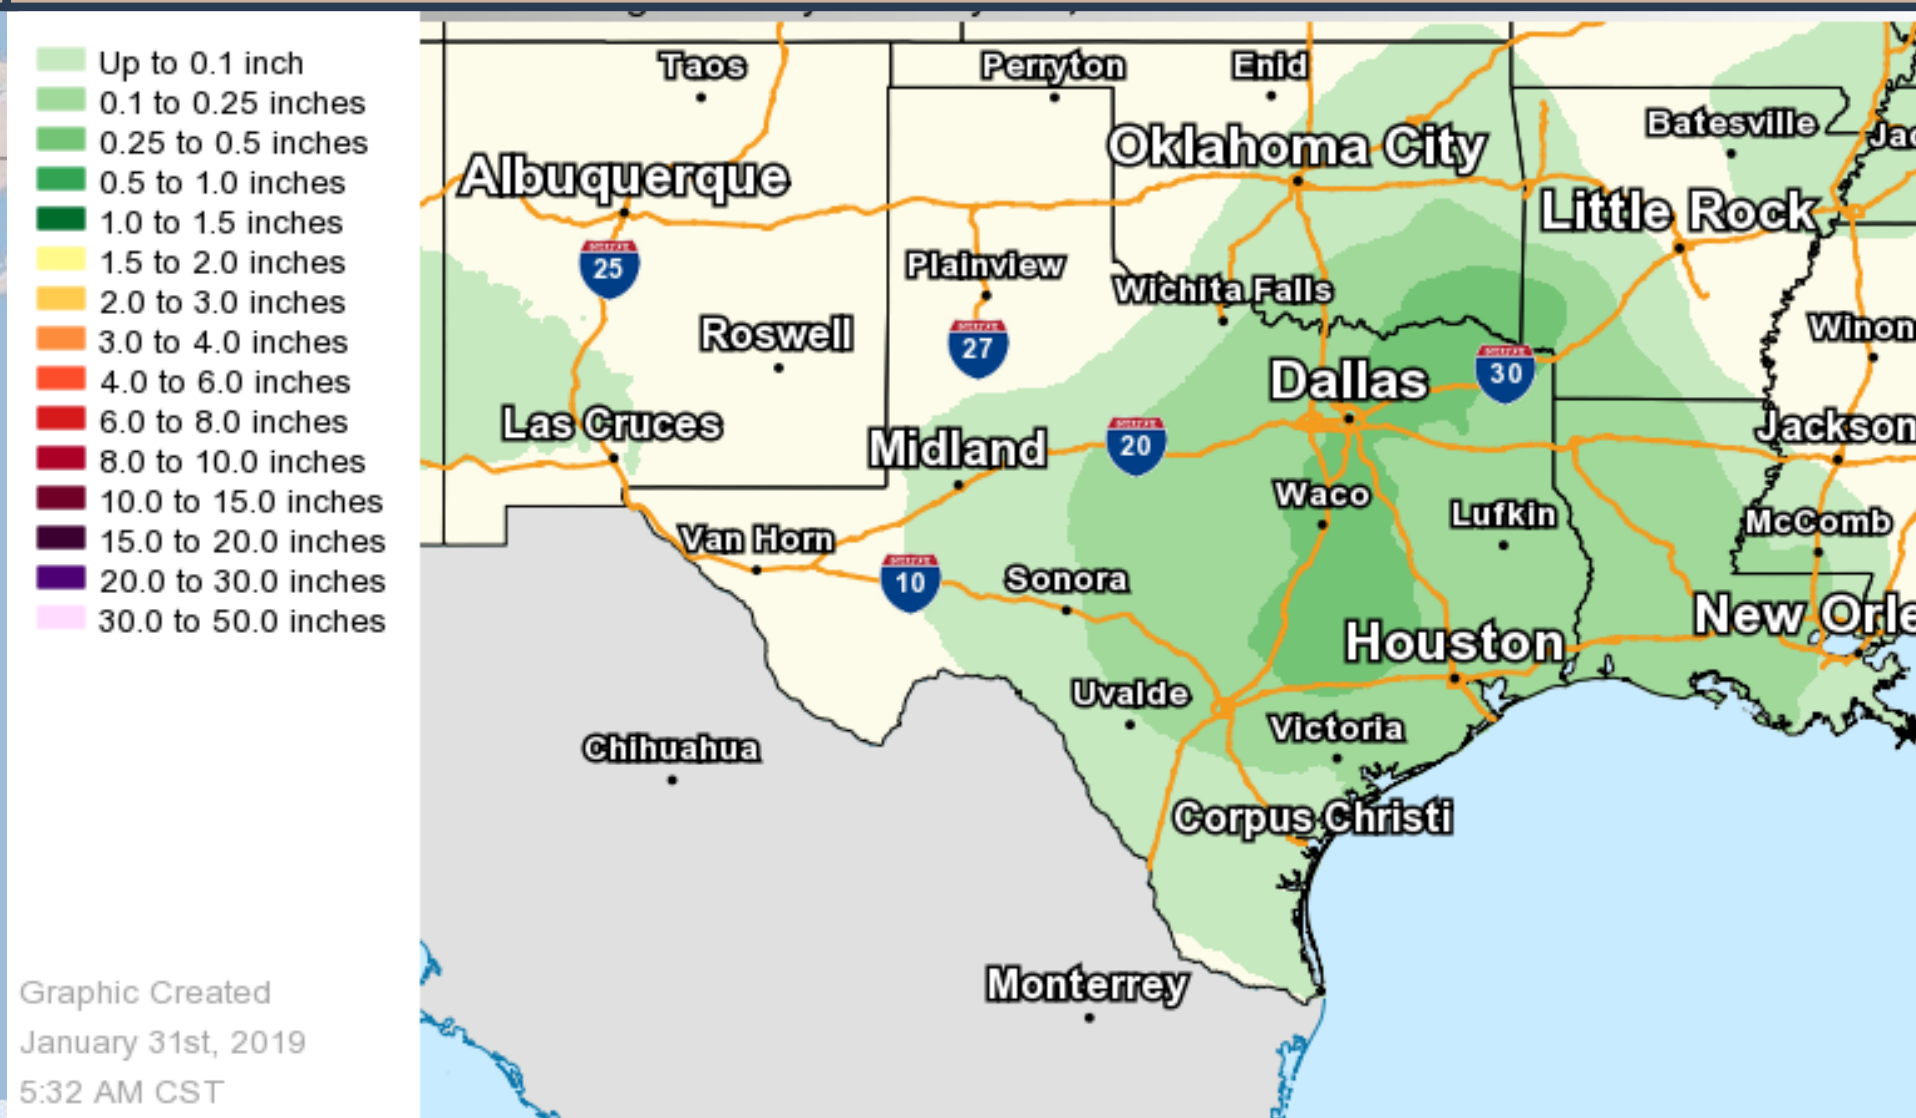 Up to 0.1 inch
0.1 to 0.25 inches
0.25 to 0.5 inches
0.5 to 1.0 inches
1.0 to 1.5 inches
1.5 to 2.0 inches
2.0 to 3.0 inches
3.0 to 4.0 inches
4.0 to 6.0 inches
6.0 to 8.0 inches
8.0 to 10.0 inches
10.0 to 15.0 inches
15.0 to 20.0 inches
20.0 to 30.0 inches
30.0 to 50.0 inches
Graphic Created
January 31st, 2019
5:32 AM CST
Taos
Perryton
Enid
Batesville
Jac
Oklahoma City
Albuquerque
Little Rock
25
Plainview
Wichita Falls
Roswell
27
Winon
30
Dallas
Las Cruces
Midland
20
Jackson
Waco
Lufkin
McComb
Van Horn
10
Sonora
New Orle
Houston
Uvalde
Victoria
Chihuahua
Corpus Christi
Monterrey